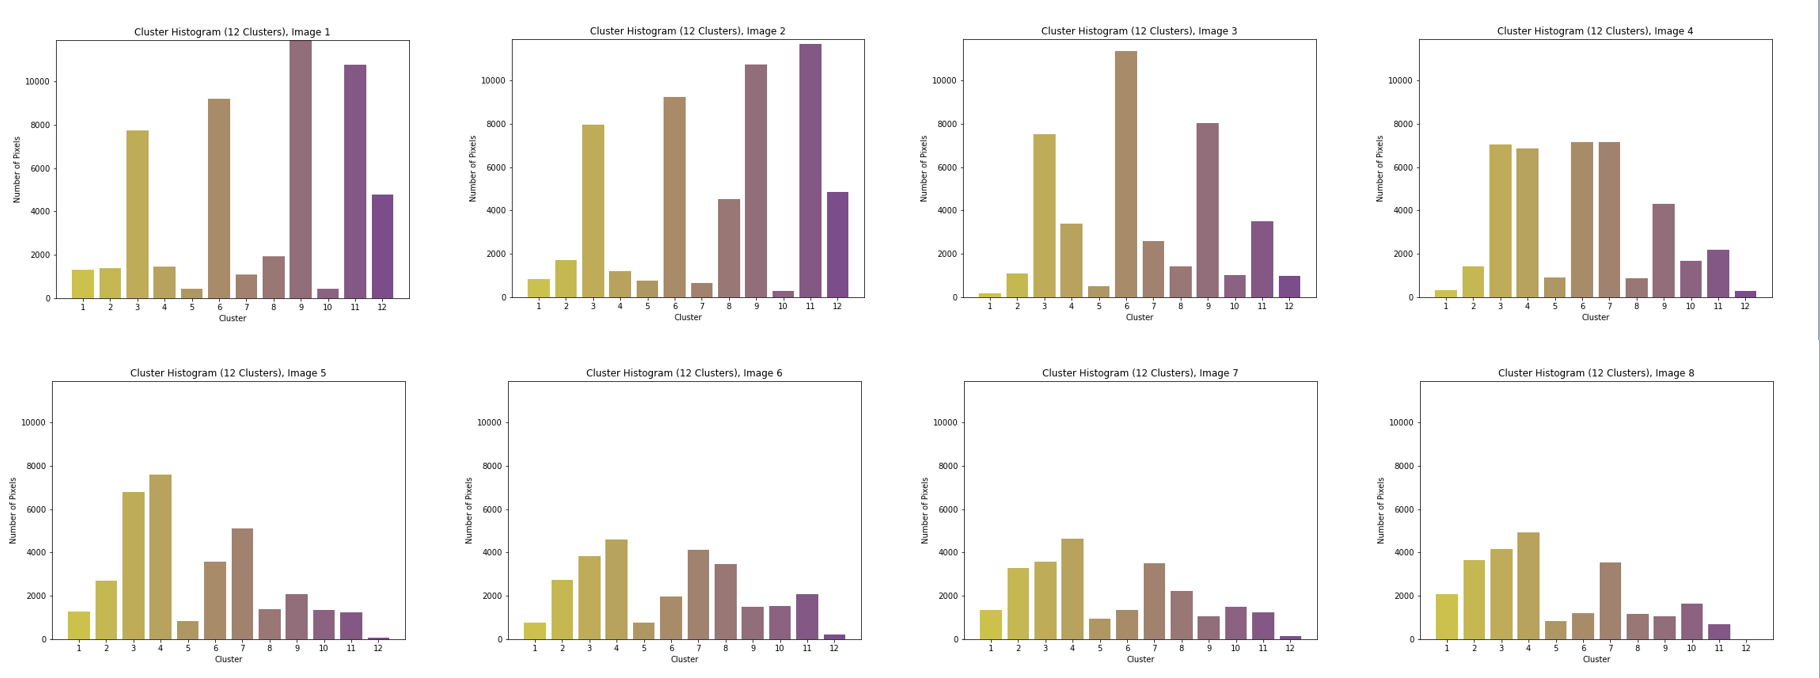 Cluster Histogram (12 Clusters), Image 1
Number of Pixels
10000
8000
6000
4000
2000
0
1 2 3 4 5 6 7 8 9 10 11 12
Cluster
Cluster Histogram (12 Clusters), Image 2
Number of Pixels
10000
8000
6000
4000
2000
0
1 2 3 4 5 6 7 8 9 10 11 12
Cluster
Cluster Histogram (12 Clusters), Image 3
Number of Pixels
10000
8000
6000
4000
2000
0
1 2 3 4 5 6 7 8 9 10 11 12
Cluster
Cluster Histogram (12 Clusters), Image 4
Number of Pixels
10000
8000
6000
4000
2000
0
1 2 3 4 5 6 7 8 9 10 11 12
Cluster
Cluster Histogram (12 Clusters), Image 5
Number of Pixels
10000
8000
6000
4000
2000
0
1 2 3 4 5 6 7 8 9 10 11 12
Cluster
Cluster Histogram (12 Clusters), Image 6
Number of Pixels
10000
8000
6000
4000
2000
0
1 2 3 4 5 6 7 8 9 10 11 12
Cluster
Cluster Histogram (12 Clusters), Image 7
Number of Pixels
10000
8000
6000
4000
2000
0
1 2 3 4 5 6 7 8 9 10 11 12
Cluster
Cluster Histogram (12 Clusters), Image 8
Number of Pixels
10000
8000
6000
4000
2000
0
1 2 3 4 5 6 7 8 9 10 11 12
Cluster